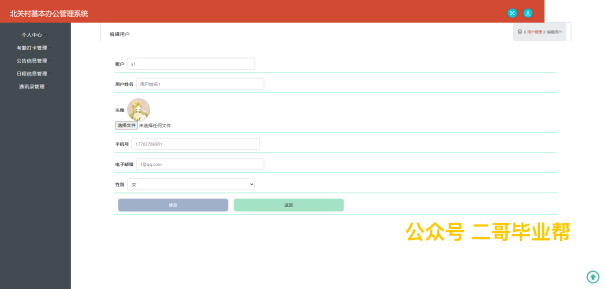 北关村基本办公管理系统
个人中心
考勤打卡管理
公告信息管理
日程信息管理
通讯录管理
编辑用户
用户管理 编辑用户
账户 a1
用户姓名 用户姓名1
头像
选择文件 未选择任何文件
手机号
电子邮箱 1@qq.com
性别 女
修改 返回
公众号 二哥毕业帮